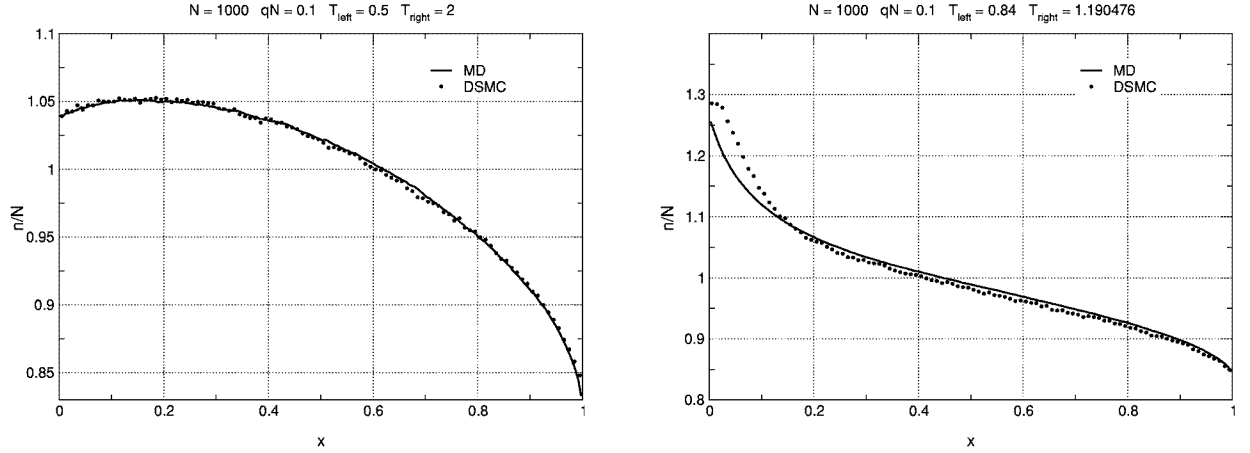 N = 1000 qN = 0.1 T_left = 0.5 T_right = 2
1.1
1.05
1
0.95
0.9
0.85
n/N
MD
DSMC
0 0.2 0.4 0.6 0.8 1
x
N = 1000 qN = 0.1 T_left = 0.84 T_right = 1.190476
1.3
1.2
1.1
1
0.9
0.8
n/N
MD
DSMC
0 0.2 0.4 0.6 0.8 1
x